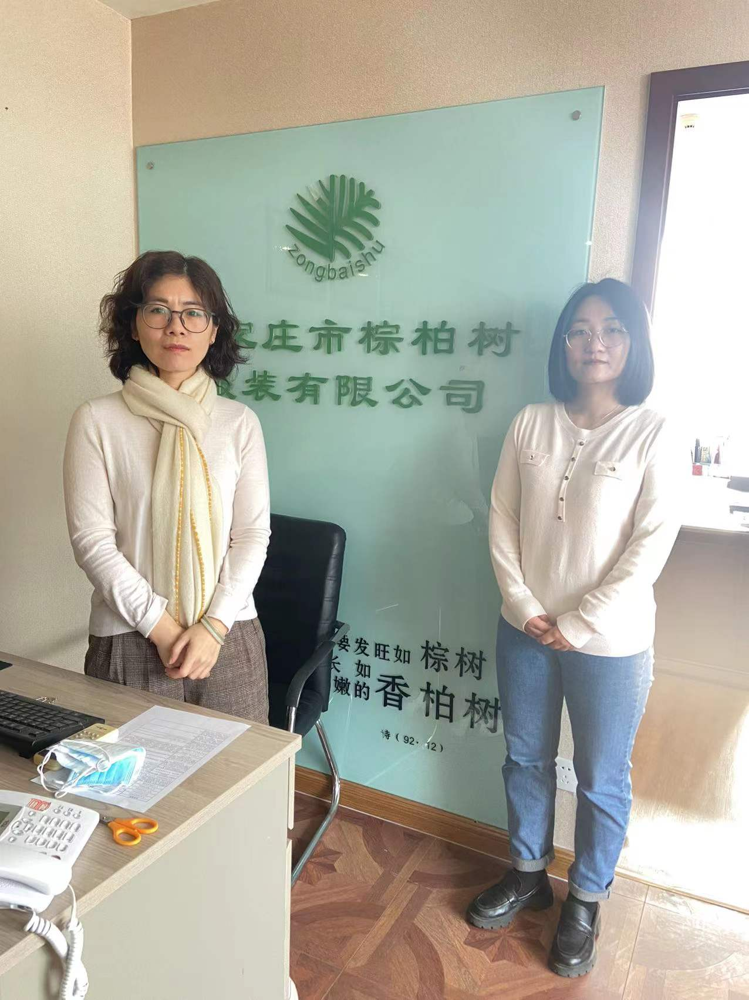 zongbaishu
庄市棕柏树
装有限公司
要发旺如 棕树
长 如
嫩的 香柏树
诗（92·12）